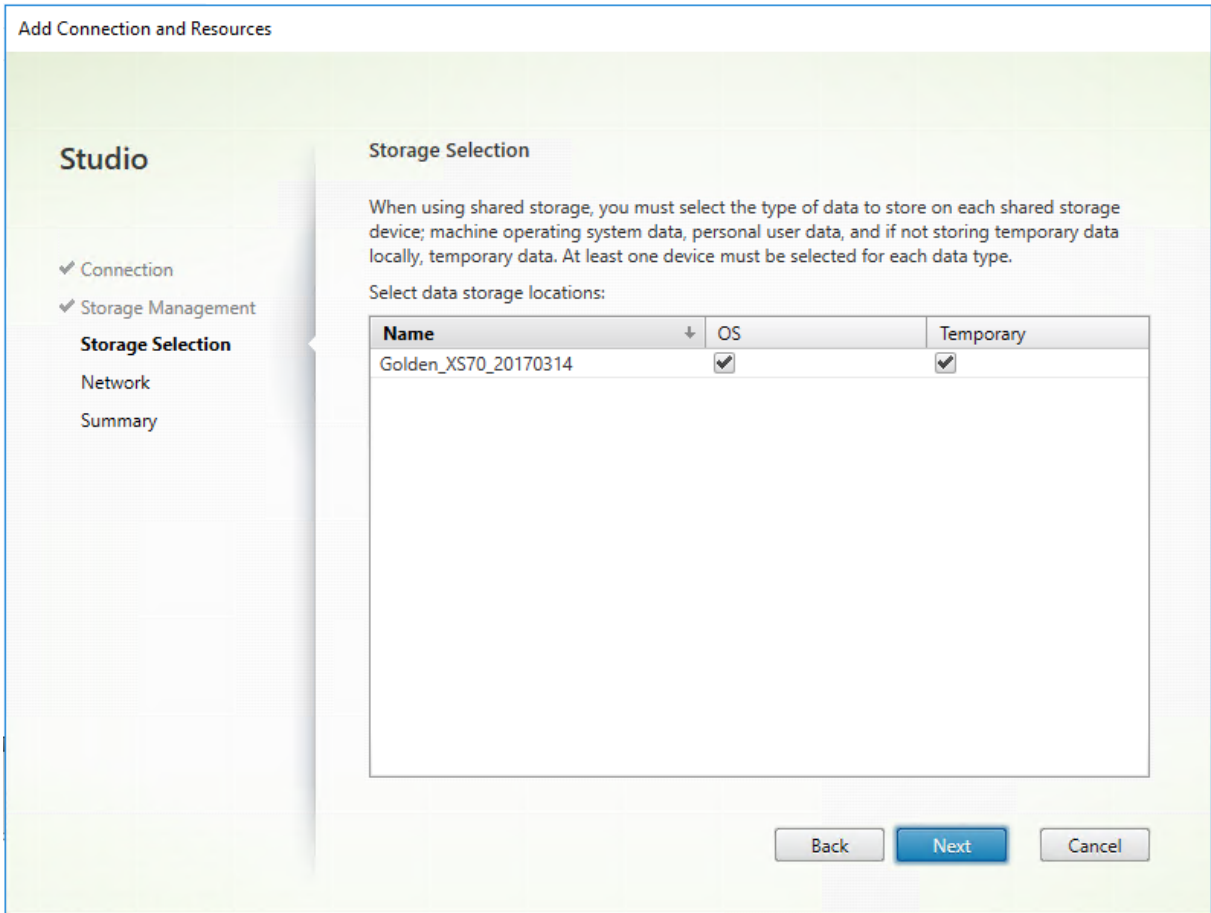 Add Connection and Resources
Studio
Connection
Storage Management
Storage Selection
Network
Summary
Storage Selection
When using shared storage, you must select the type of data to store on each shared storage
device; machine operating system data, personal user data, and if not storing temporary data
locally, temporary data. At least one device must be selected for each data type.
Select data storage locations:
Name OS Temporary
Golden_XS70_20170314
Back Next Cancel